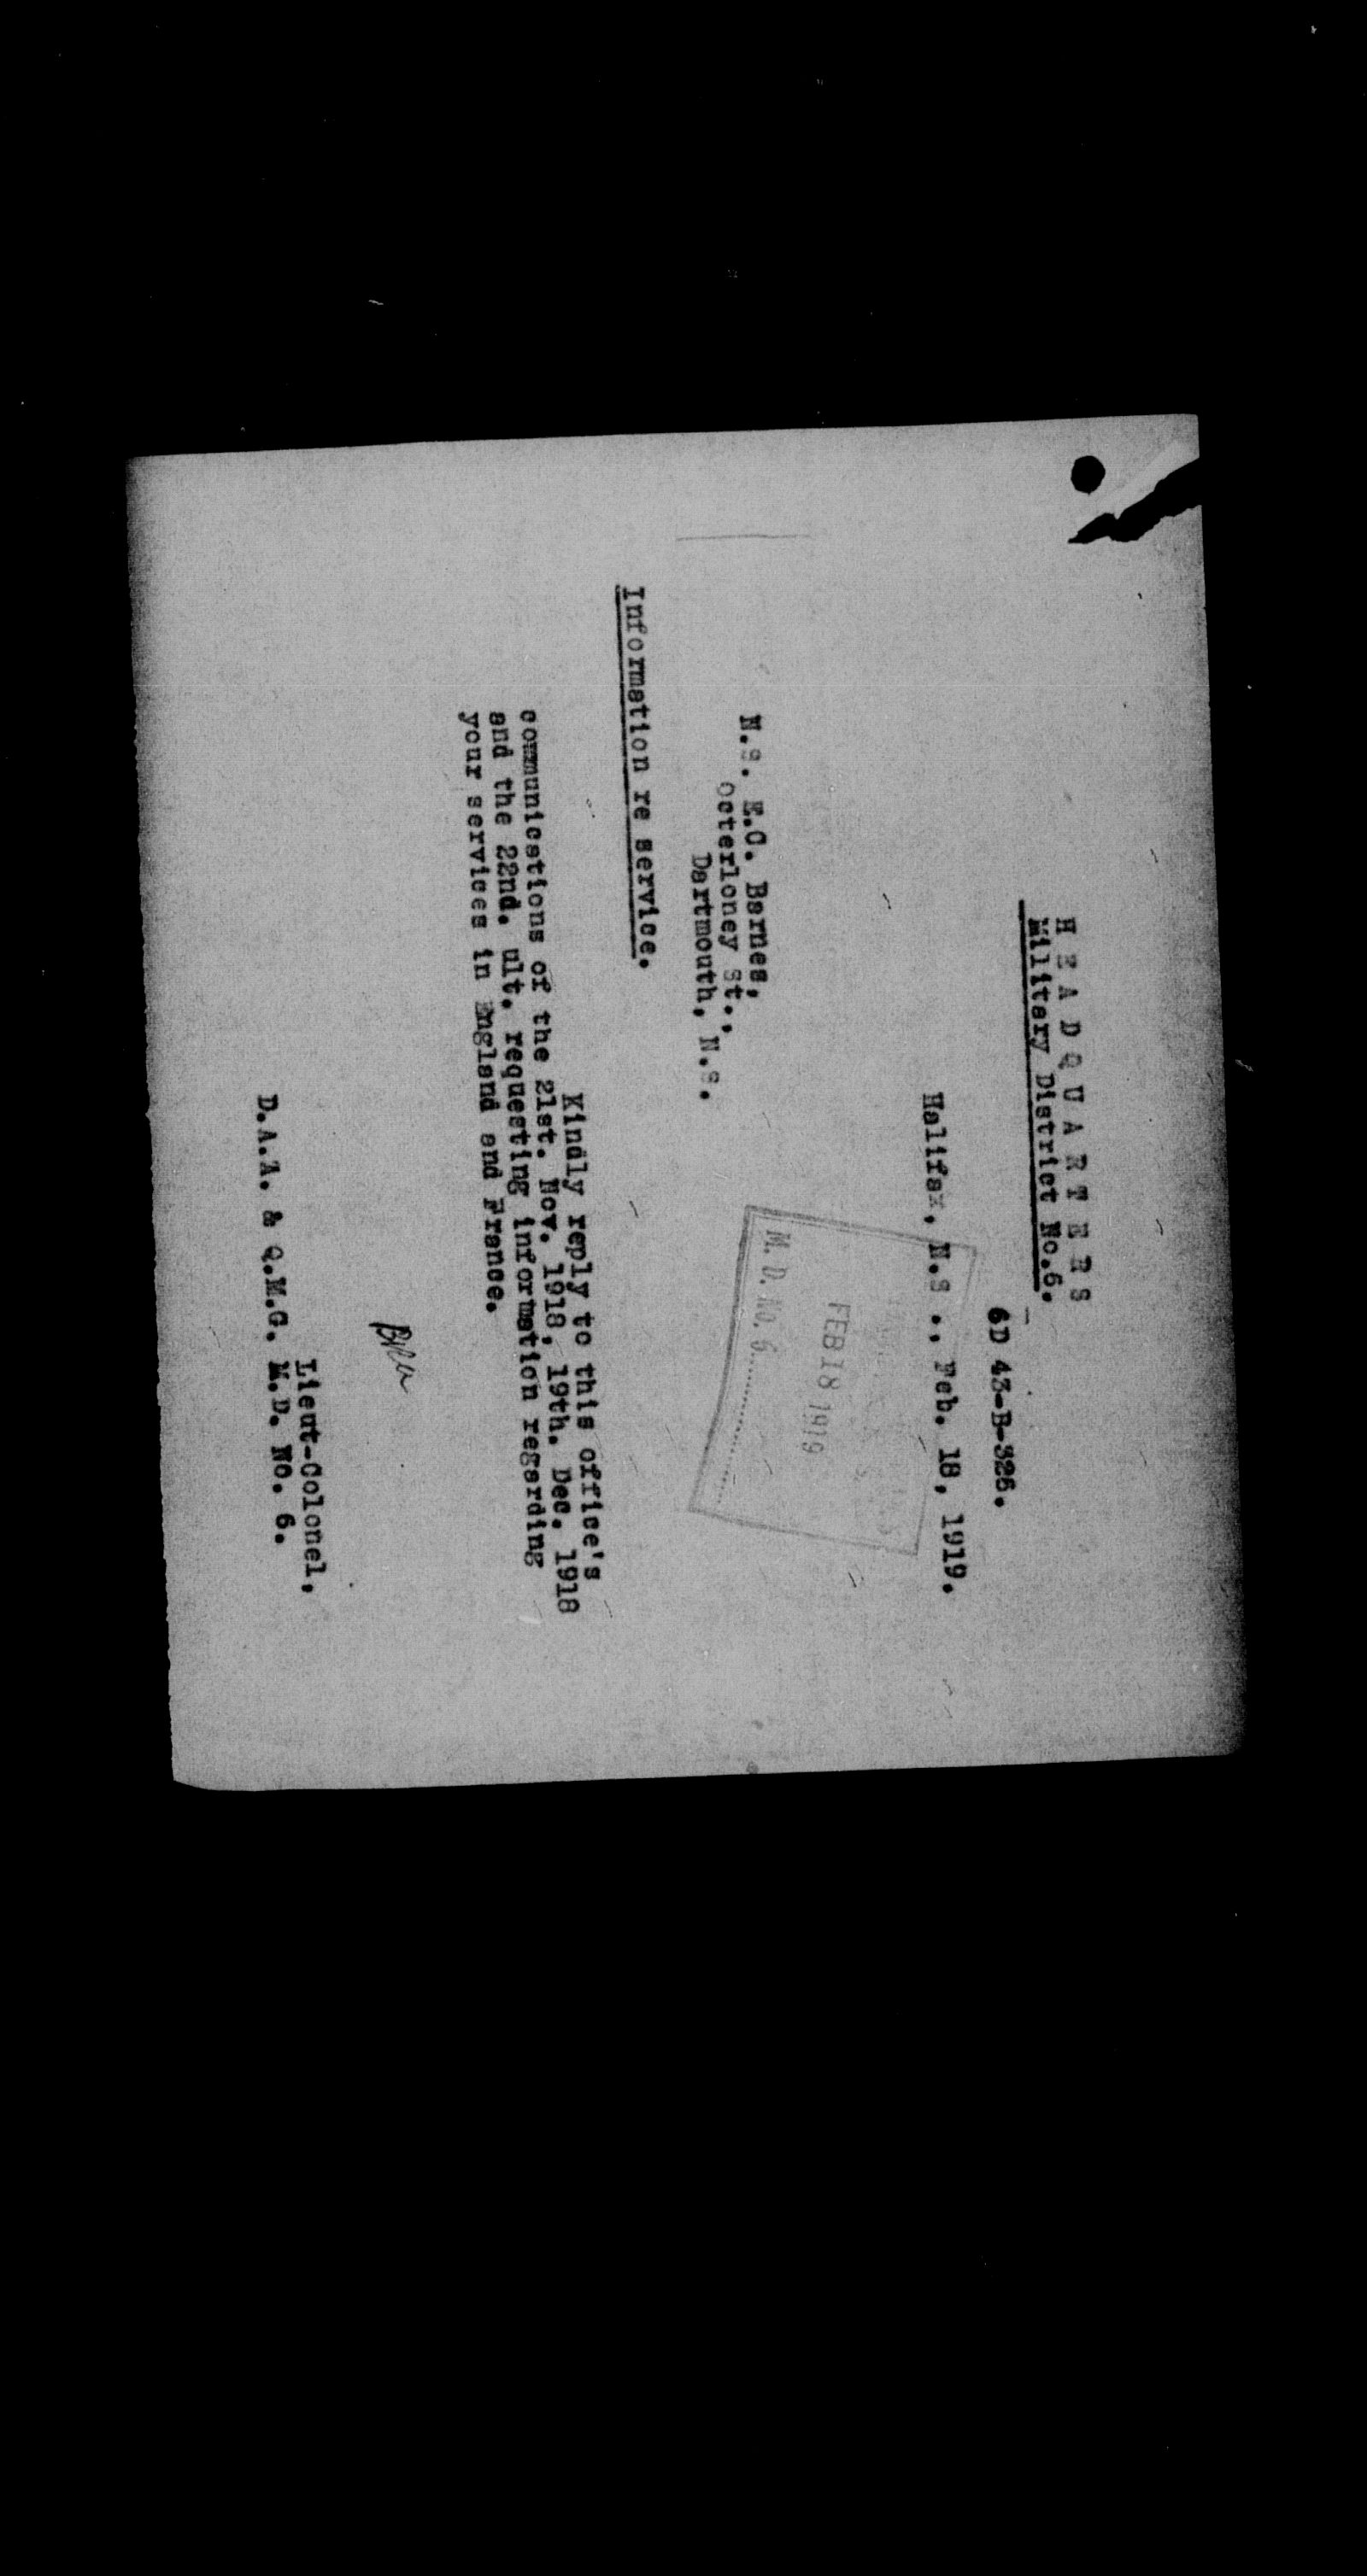 H E A D Q U A R T E R S
Military District No.6.
6D 43-B-326.
Halifax, N.S ., Feb. 18, 1919.
FEB 18 1919
M. D. No. 6
N.S. E.C. Barnes,
Octerloney St.,
Dartmouth, N.S.
Information re service.
Kindly reply to this office's
communications of the 21st. Nov. 1918, 19th. Dec. 1918
and the 22nd. ult. requesting information regarding
your services in England and France.
Lieut-Colonel,
D.A.A. & Q.M.G. M.D. NO. 6.